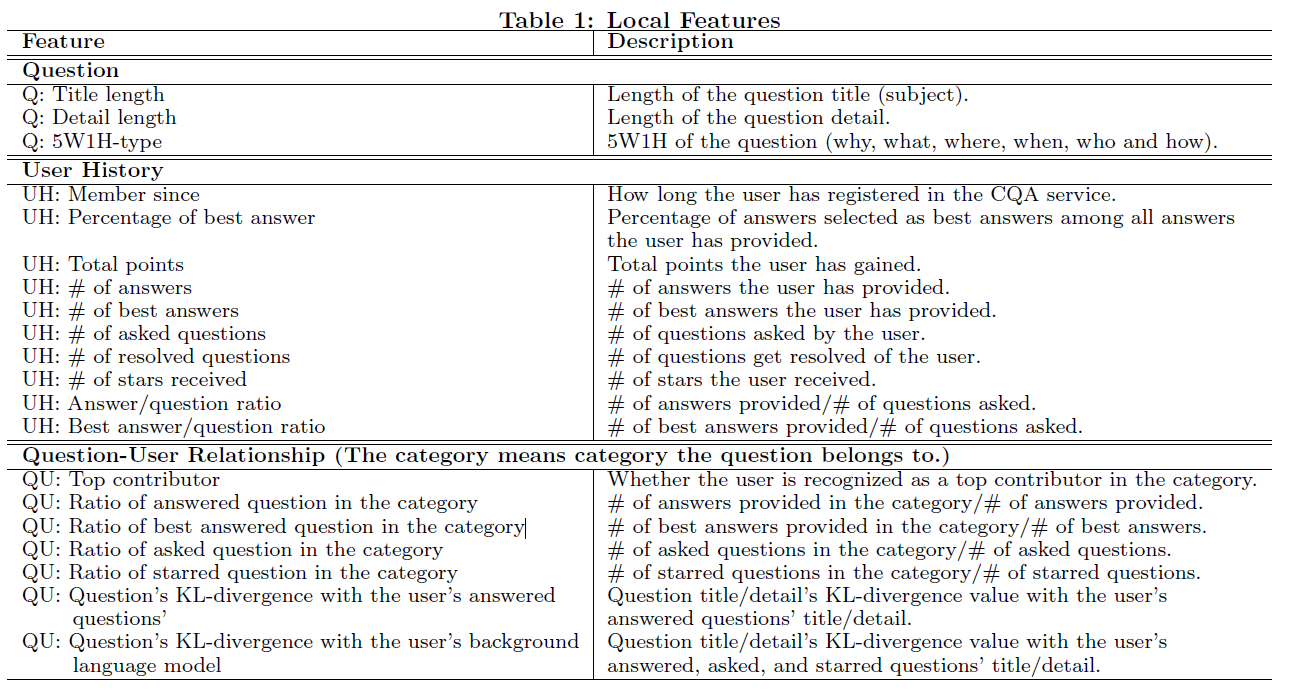 Table 1: Local Features
Feature Description
Question
Q: Title length Length of the question title (subject).
Q: Detail length Length of the question detail.
Q: 5W1H-type 5W1H of the question (why, what, where, when, who and how).
User History
UH: Member since How long the user has registered in the CQA service.
UH: Percentage of best answer Percentage of answers selected as best answers among all answers
the user has provided.
UH: Total points Total points the user has gained.
UH: # of answers # of answers the user has provided.
UH: # of best answers # of best answers the user has provided.
UH: # of asked questions # of questions asked by the user.
UH: # of resolved questions # of questions get resolved of the user.
UH: # of stars received # of stars the user received.
UH: Answer/question ratio # of answers provided/# of questions asked.
UH: Best answer/question ratio # of best answers provided/# of questions asked.
Question-User Relationship (The category means category the question belongs to.)
QU: Top contributor Whether the user is recognized as a top contributor in the category.
QU: Ratio of answered question in the category # of answers provided in the category/# of answers provided.
QU: Ratio of best answered question in the category # of best answers provided in the category/# of best answers.
QU: Ratio of asked question in the category # of asked questions in the category/# of asked questions.
QU: Ratio of starred question in the category # of starred questions in the category/# of starred questions.
QU: Question's KL-divergence with the user's answered Question title/detail's KL-divergence value with the user's
questions' answered questions' title/detail.
QU: Question's KL-divergence with the user's background Question title/detail's KL-divergence value with the user's
language model answered, asked, and starred questions' title/detail.